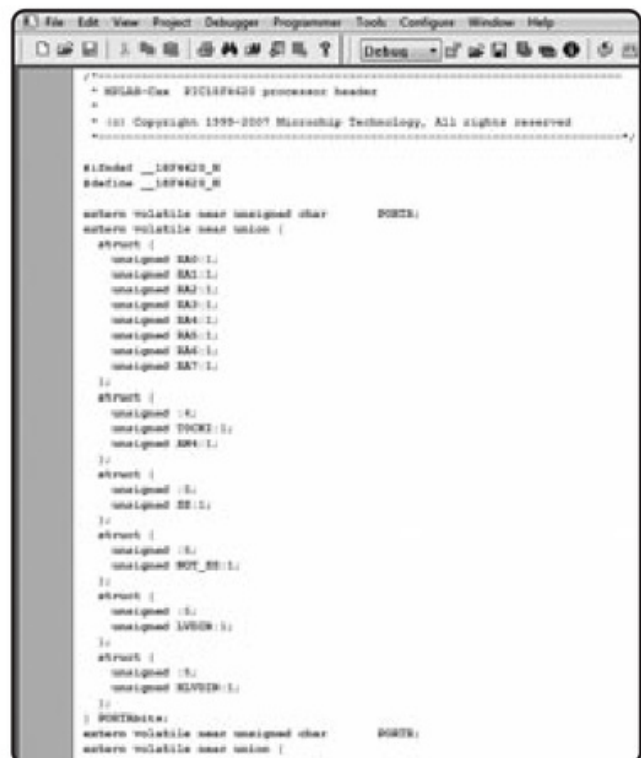 File Edit View Project Debugger Programmer Tools Configure Window Help
Debug
/*-------------------------------------------------------------------------
* MPLAB-Cxx PIC18F4620 processor header
*
* (c) Copyright 1999-2007 Microchip Technology, All rights reserved
*-------------------------------------------------------------------------*/
#ifndef __18F4620_H
#define __18F4620_H
extern volatile near unsigned char PORTA;
extern volatile near union {
struct {
unsigned RA0:1;
unsigned RA1:1;
unsigned RA2:1;
unsigned RA3:1;
unsigned RA4:1;
unsigned RA5:1;
unsigned RA6:1;
unsigned RA7:1;
};
struct {
unsigned :4;
unsigned T0CKI:1;
unsigned AN4:1;
};
struct {
unsigned :5;
unsigned SS:1;
};
struct {
unsigned :5;
unsigned NOT_SS:1;
};
struct {
unsigned :5;
unsigned LVDIN:1;
};
struct {
unsigned :5;
unsigned HLVDIN:1;
};
} PORTAbits;
extern volatile near unsigned char PORTB;
extern volatile near union {